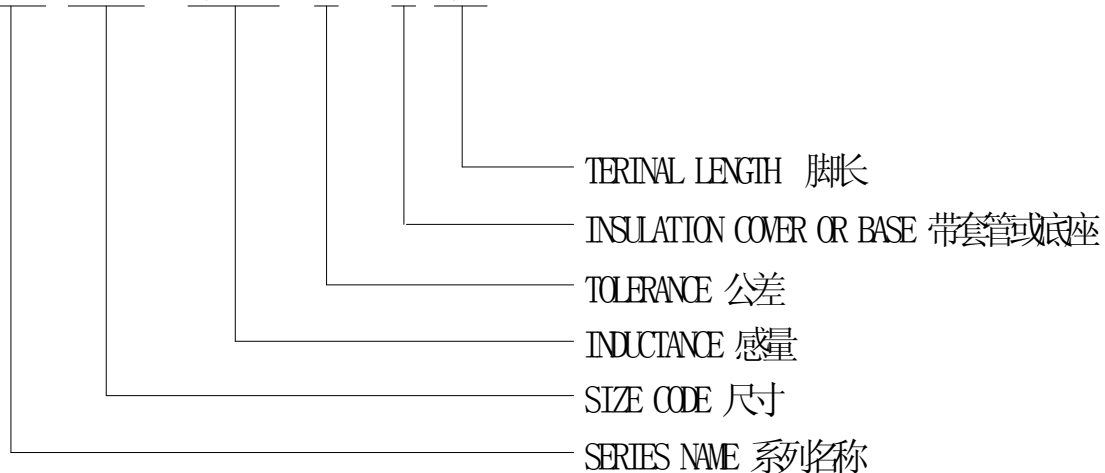 TERINAL LENGTH 脚长
INSULATION COVER OR BASE 带套管或底座
TOLERANCE 公差
INDUCTANCE 感量
SIZE CODE 尺寸
SERIES NAME 系列名称